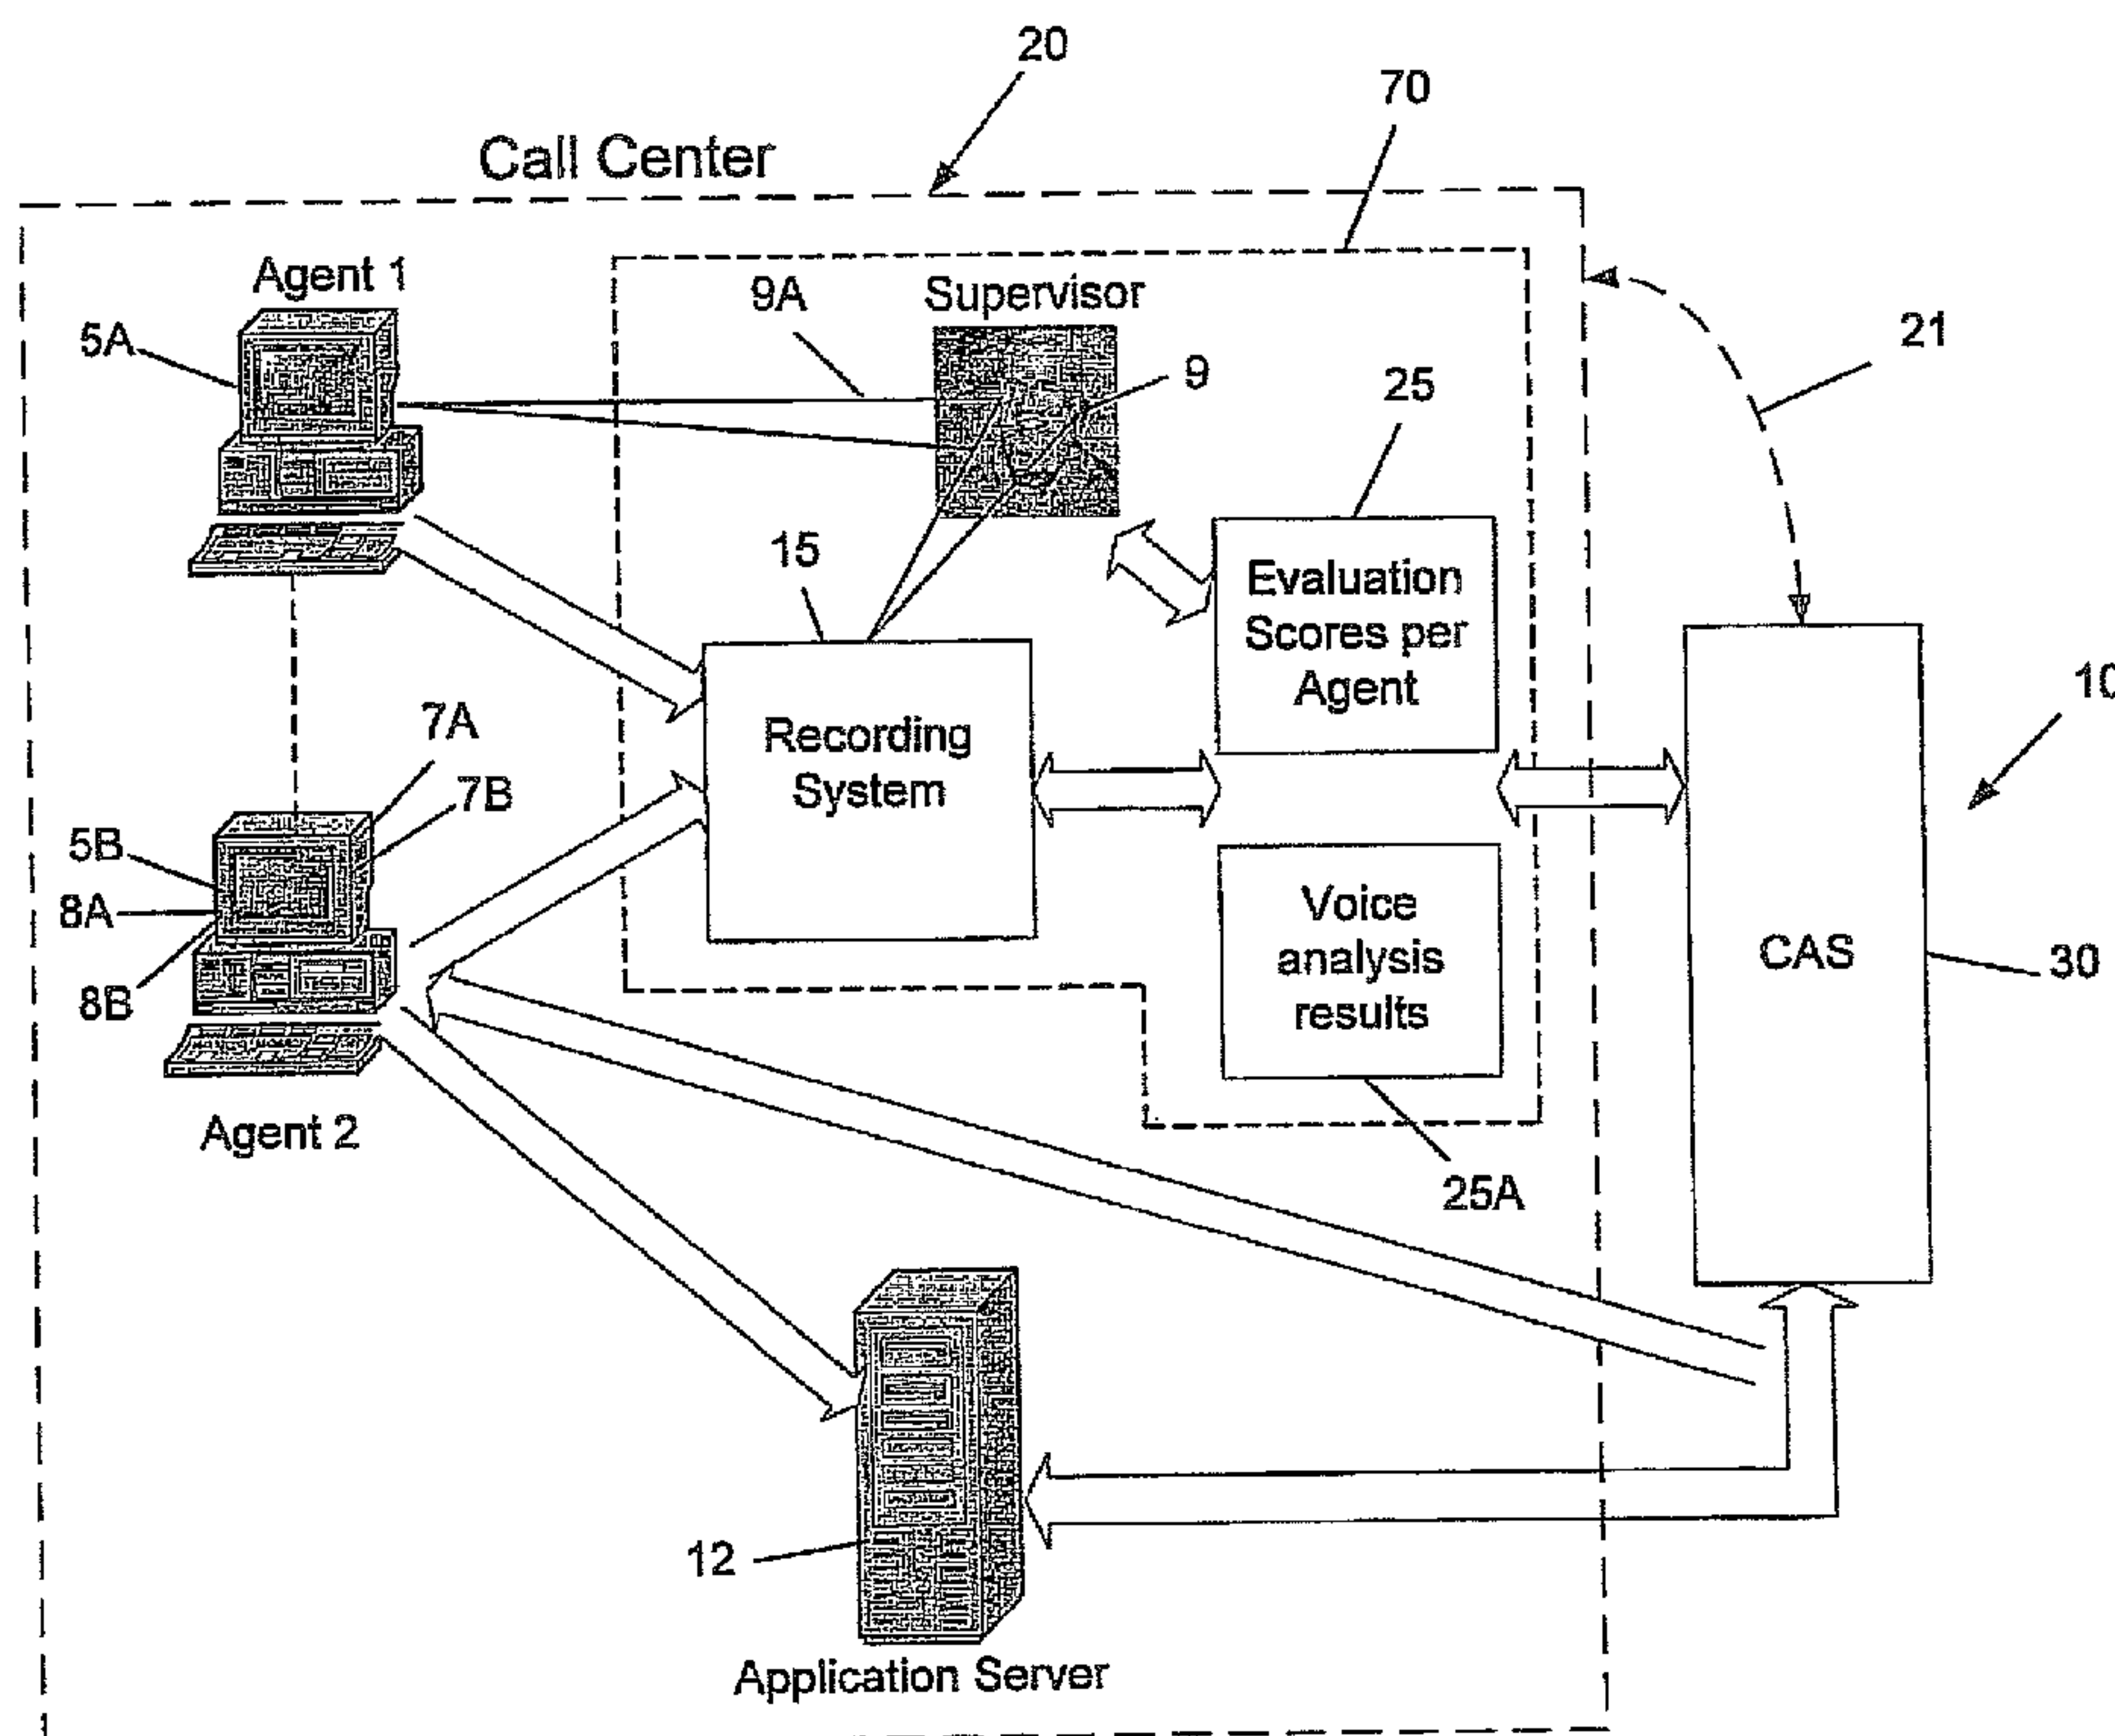 20
70
Call Center
Agent 1
9A
Supervisor
5A
9
25
21
15
Evaluation
Scores per
Agent
10
Recording
System
7A
7B
5B
8A
8B
Voice
analysis
results
CAS
30
Agent 2
25A
12
Application Server